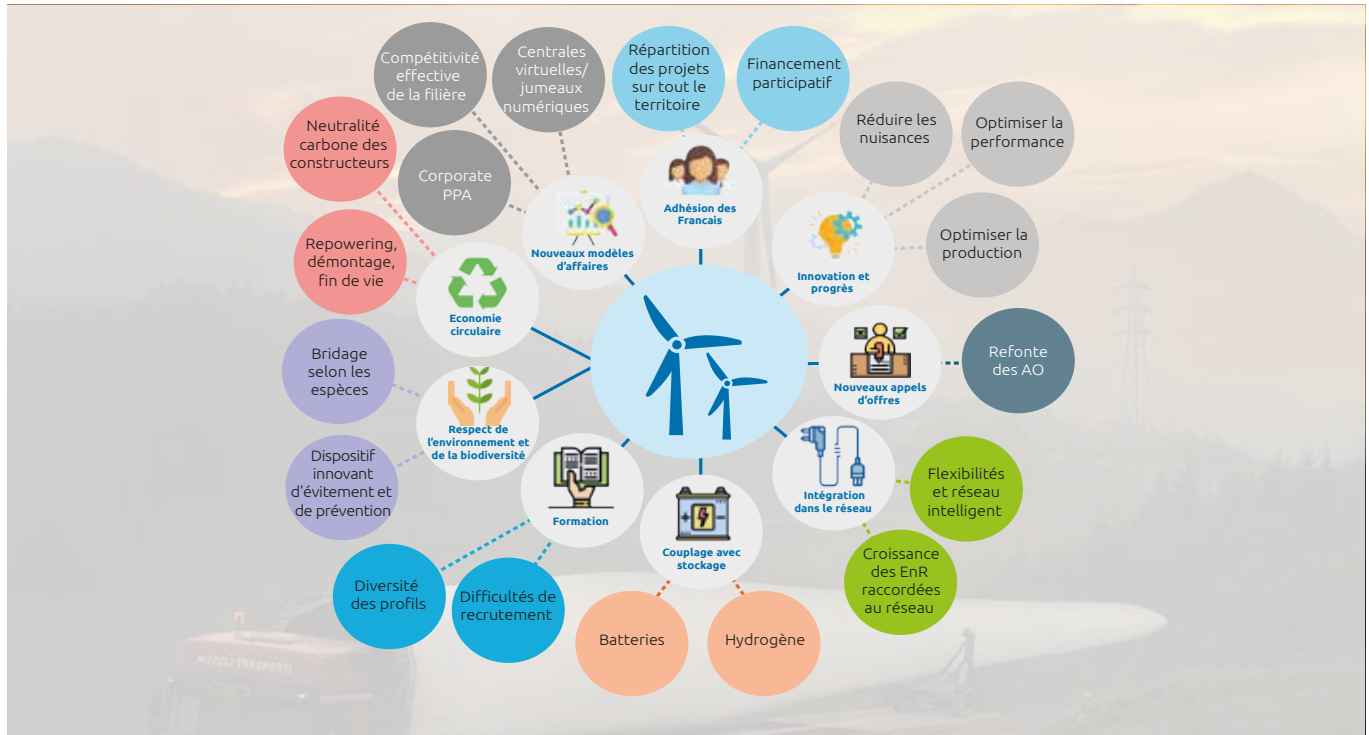 Compétitivité
effective
de la filière
Centrales
virtuelles/
jumeaux
numériques
Répartition
des projets
sur tout le
territoire
Financement
participatif
Neutralité
carbone des
constructeurs
Corporate
PPA
Réduire les
nuisances
Optimiser la
performance
Repowering,
démontage,
fin de vie
Nouveaux modèles
d'affaires
Adhésion des
Francais
Innovation et
progrès
Optimiser la
production
Economie
circulaire
Bridage
selon les
espèces
Nouveaux appels
d'offres
Refonte
des AO
Respect de
l'environnement et
de la biodiversité
Dispositif
innovant
d'évitement et
de prévention
Formation
Couplage avec
stockage
Intégration
dans le réseau
Flexibilités
et réseau
intelligent
Croissance
des EnR
raccordées
au réseau
Diversité
des profils
Difficultés de
recrutement
Batteries
Hydrogène
NIZZOLI TRASPORTI